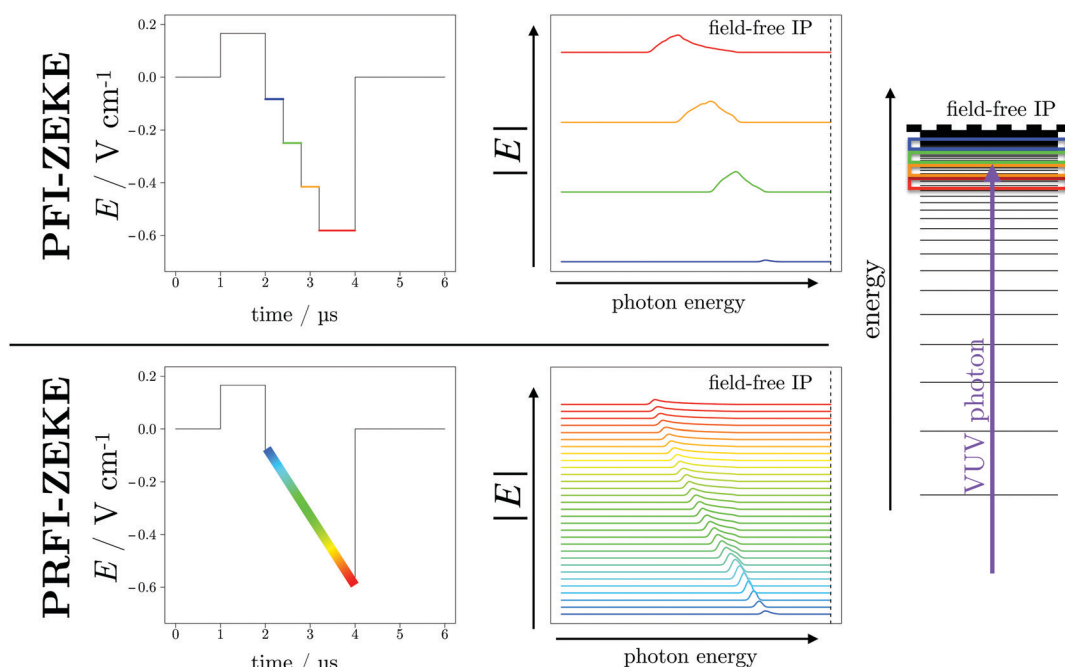 PFI-ZEKE
E / V cm-1
0.2
0.0
−0.2
−0.4
−0.6
0 1 2 3 4 5 6
time / µs
|E|
field-free IP
photon energy
PRFI-ZEKE
E / V cm-1
0.2
0.0
−0.2
−0.4
−0.6
0 1 2 3 4 5 6
time / µs
|E|
field-free IP
photon energy
energy
field-free IP
VUV photon